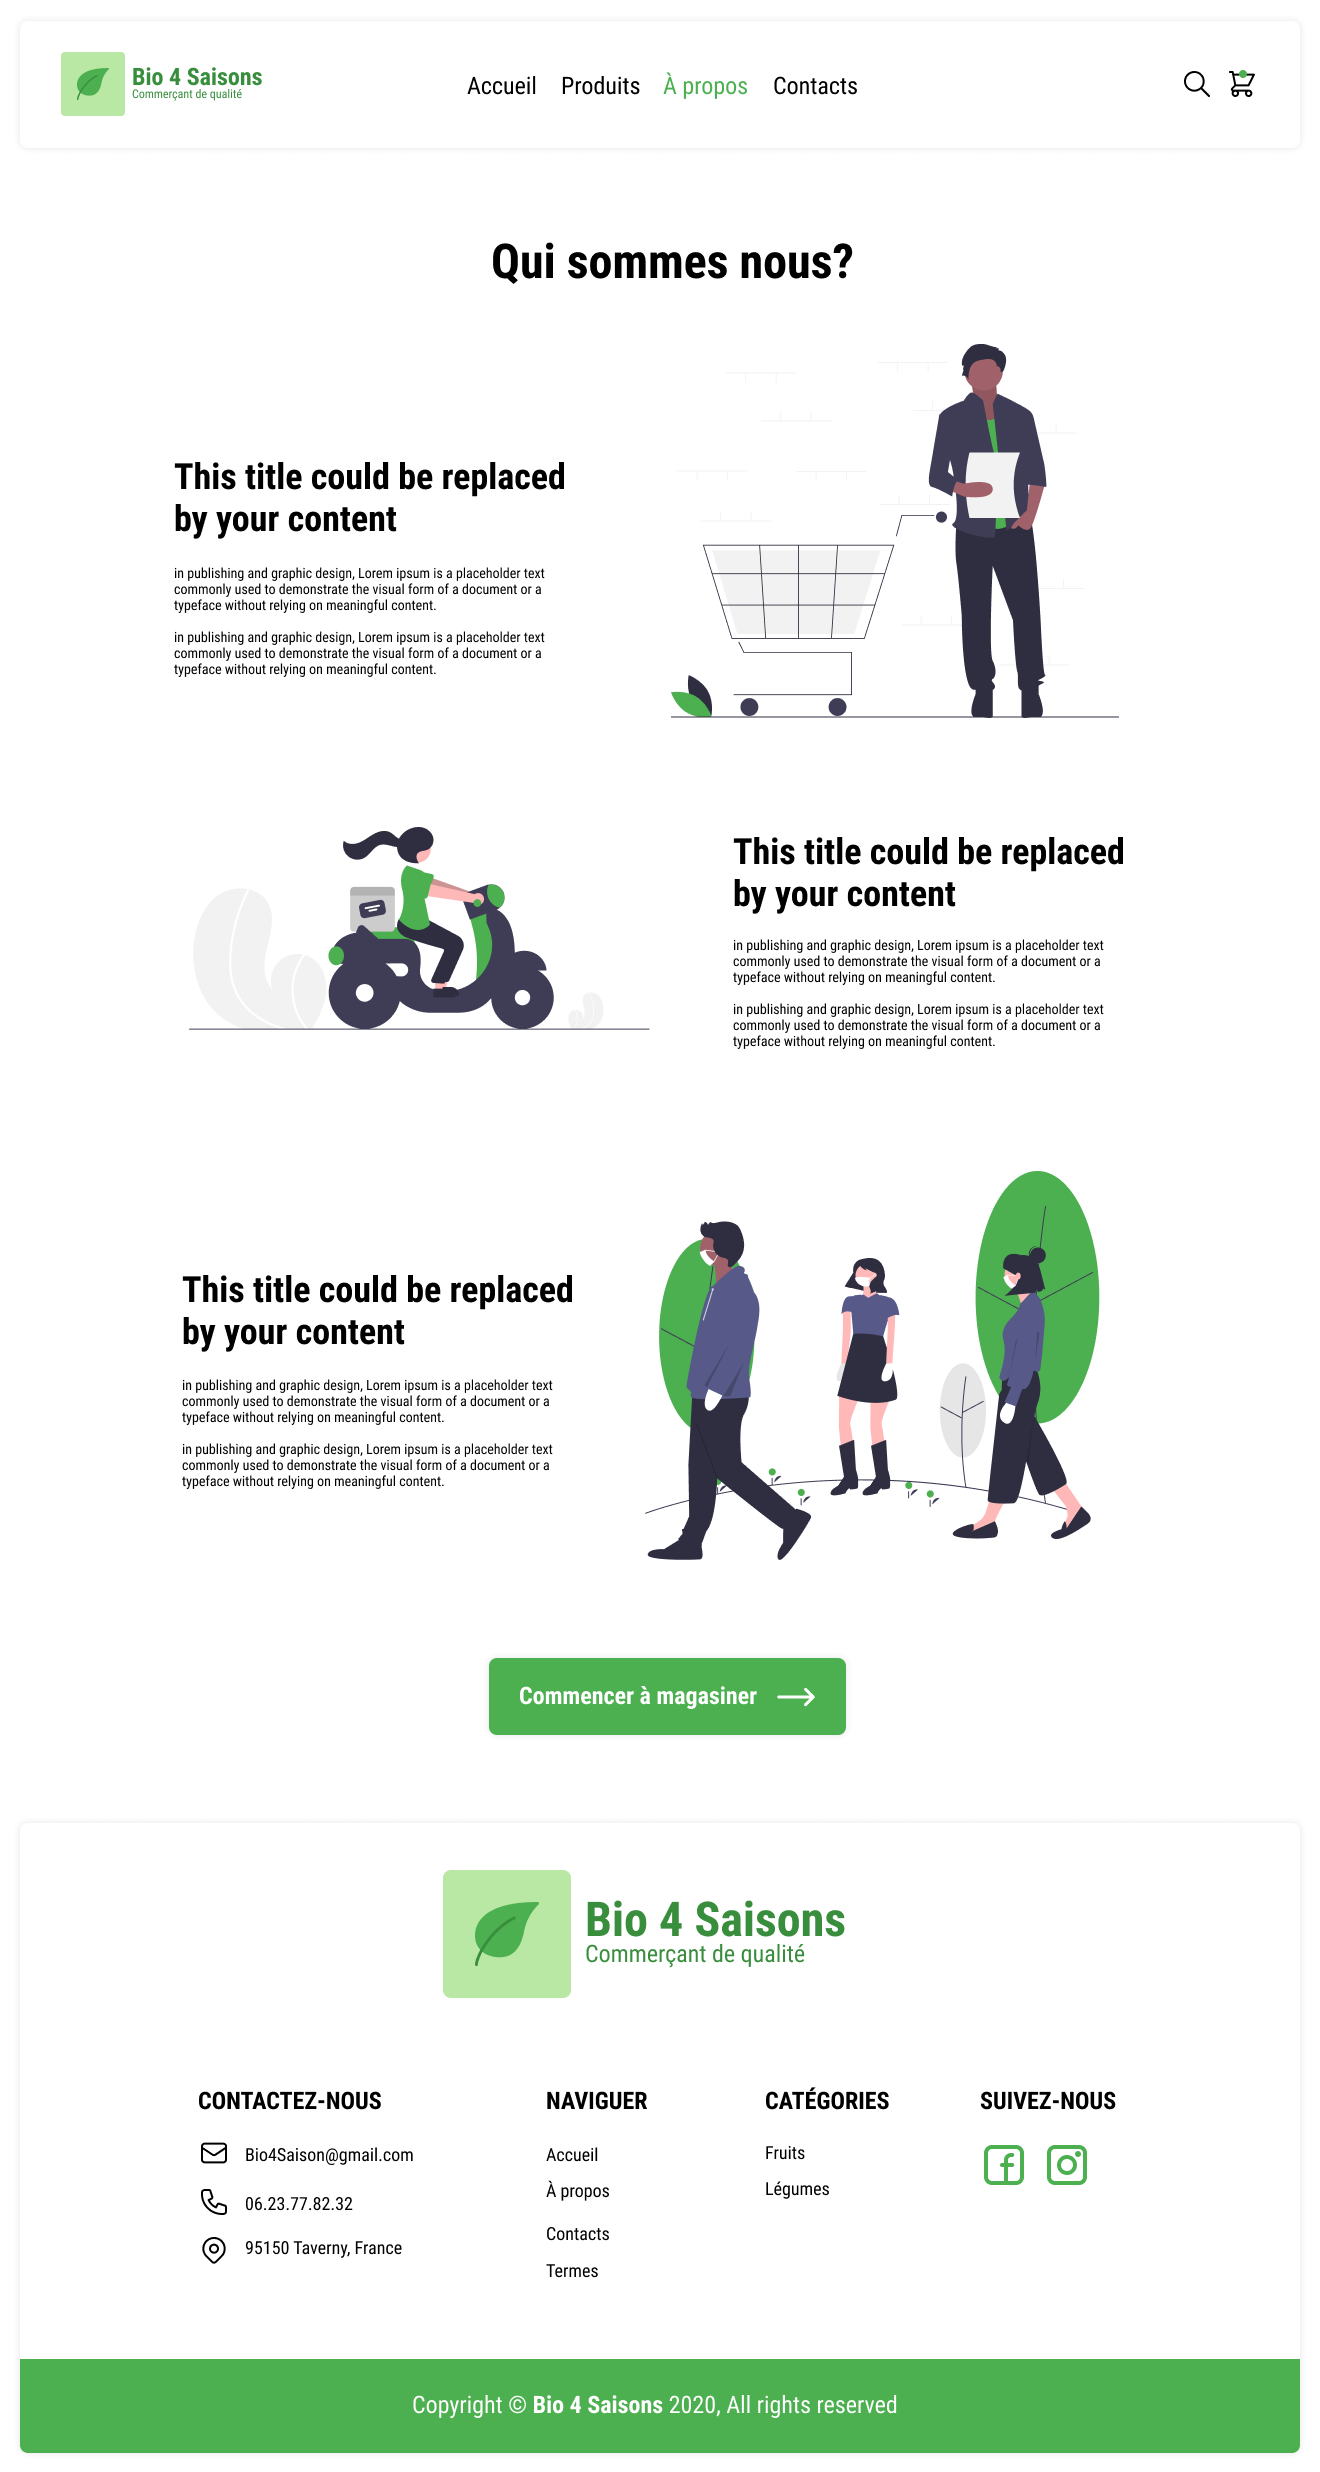 Bio 4 Saisons
Commerçant de qualité
Accueil Produits À propos Contacts
Qui sommes nous?
This title could be replaced
by your content
in publishing and graphic design, Lorem ipsum is a placeholder text
commonly used to demonstrate the visual form of a document or a
typeface without relying on meaningful content.
in publishing and graphic design, Lorem ipsum is a placeholder text
commonly used to demonstrate the visual form of a document or a
typeface without relying on meaningful content.
This title could be replaced
by your content
in publishing and graphic design, Lorem ipsum is a placeholder text
commonly used to demonstrate the visual form of a document or a
typeface without relying on meaningful content.
in publishing and graphic design, Lorem ipsum is a placeholder text
commonly used to demonstrate the visual form of a document or a
typeface without relying on meaningful content.
This title could be replaced
by your content
in publishing and graphic design, Lorem ipsum is a placeholder text
commonly used to demonstrate the visual form of a document or a
typeface without relying on meaningful content.
in publishing and graphic design, Lorem ipsum is a placeholder text
commonly used to demonstrate the visual form of a document or a
typeface without relying on meaningful content.
Commencer à magasiner
Bio 4 Saisons
Commerçant de qualité
CONTACTEZ-NOUS
Bio4Saison@gmail.com
06.23.77.82.32
95150 Taverny, France
NAVIGUER
Accueil
À propos
Contacts
Termes
CATÉGORIES
Fruits
Légumes
SUIVEZ-NOUS
Copyright © Bio 4 Saisons 2020, All rights reserved